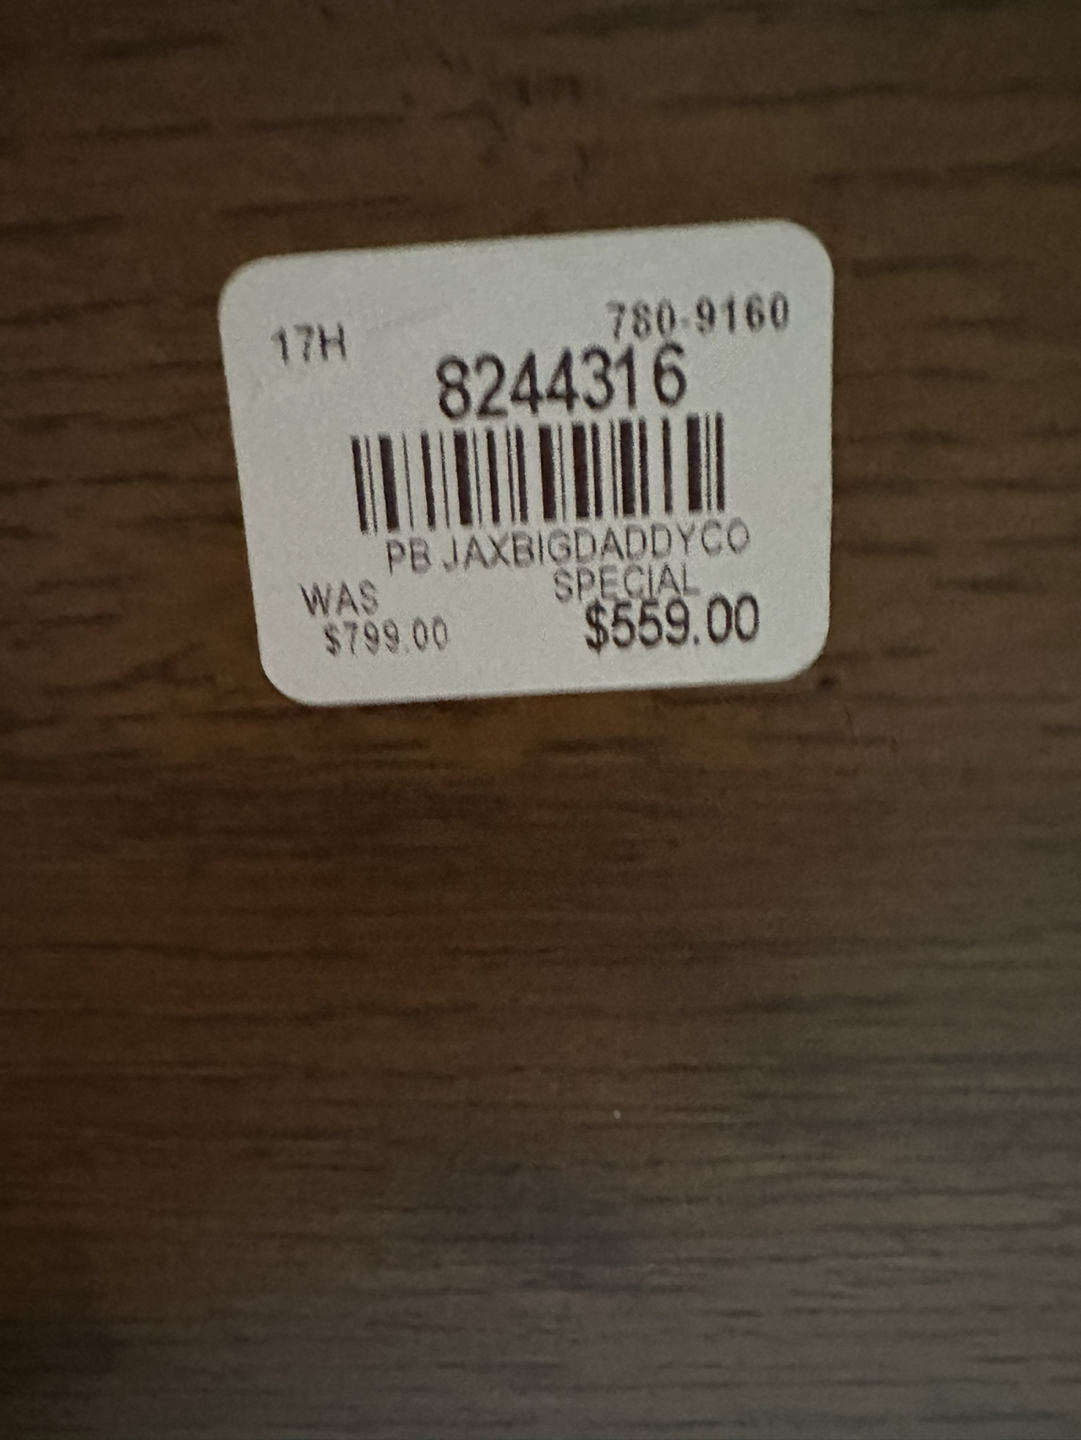 17H 780-9160
8244316
PB JAXBIGDADDYCO
WAS SPECIAL
$799.00 $559.00